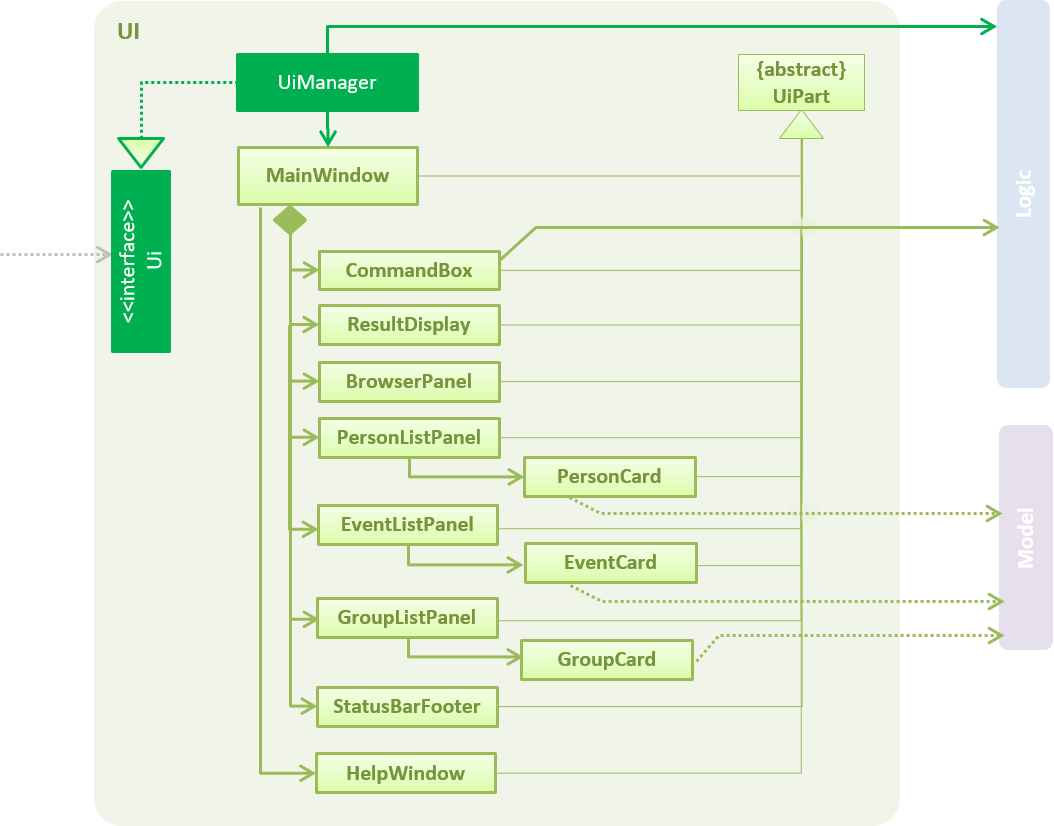 UI
UiManager
{abstract}
UiPart
MainWindow
Logic
<<interface>>
Ui
CommandBox
ResultDisplay
BrowserPanel
PersonListPanel
PersonCard
EventListPanel
Model
EventCard
GroupListPanel
GroupCard
StatusBarFooter
HelpWindow